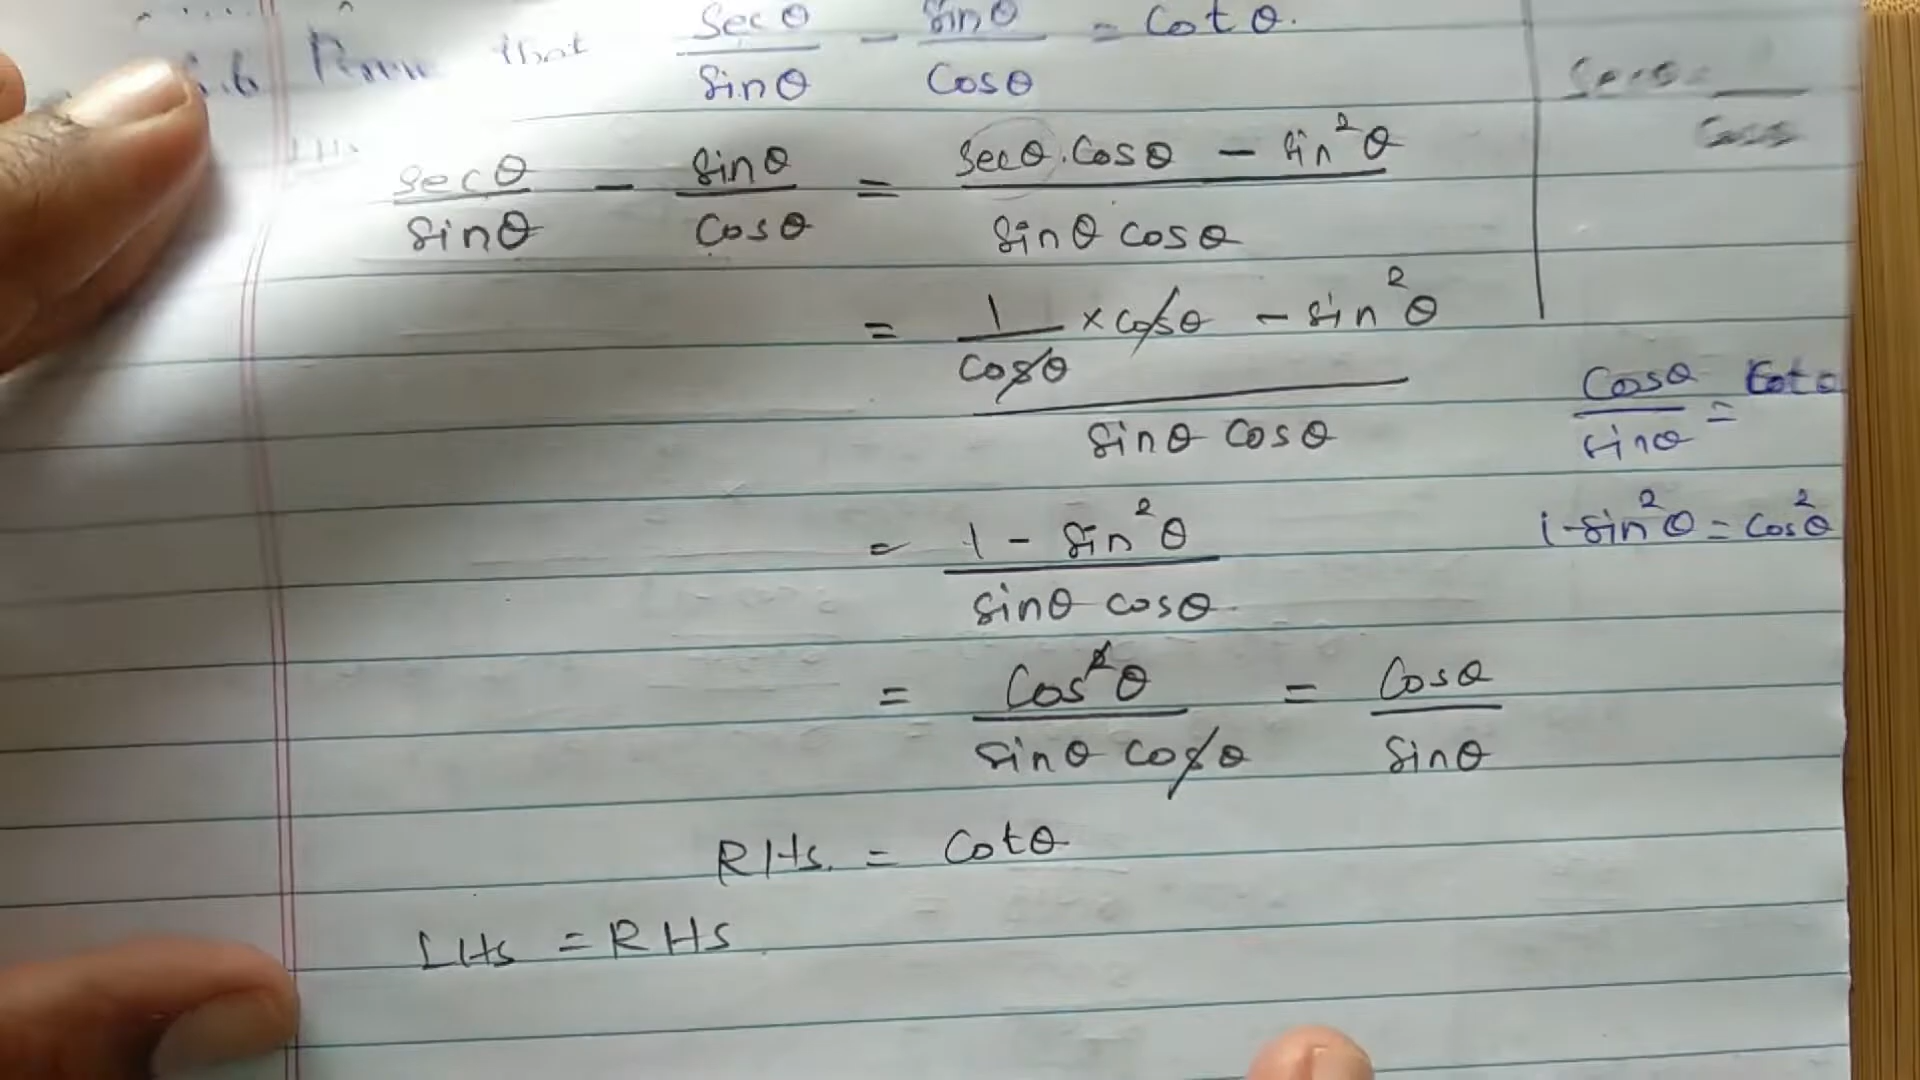 Prove that secθ/sinθ - sinθ/cosθ = cotθ.
LHS
secθ/sinθ - sinθ/cosθ = (secθ.cosθ - sin²θ)/(sinθ cosθ)
= (1/cosθ × cosθ - sin²θ)/(sinθ cosθ)
= (1 - sin²θ)/(sinθ cosθ)
= cos²θ/(sinθ cosθ) = cosθ/sinθ
RHS. = cotθ
LHS = RHS
cosθ/sinθ = cotθ
1-sin²θ = cos²θ